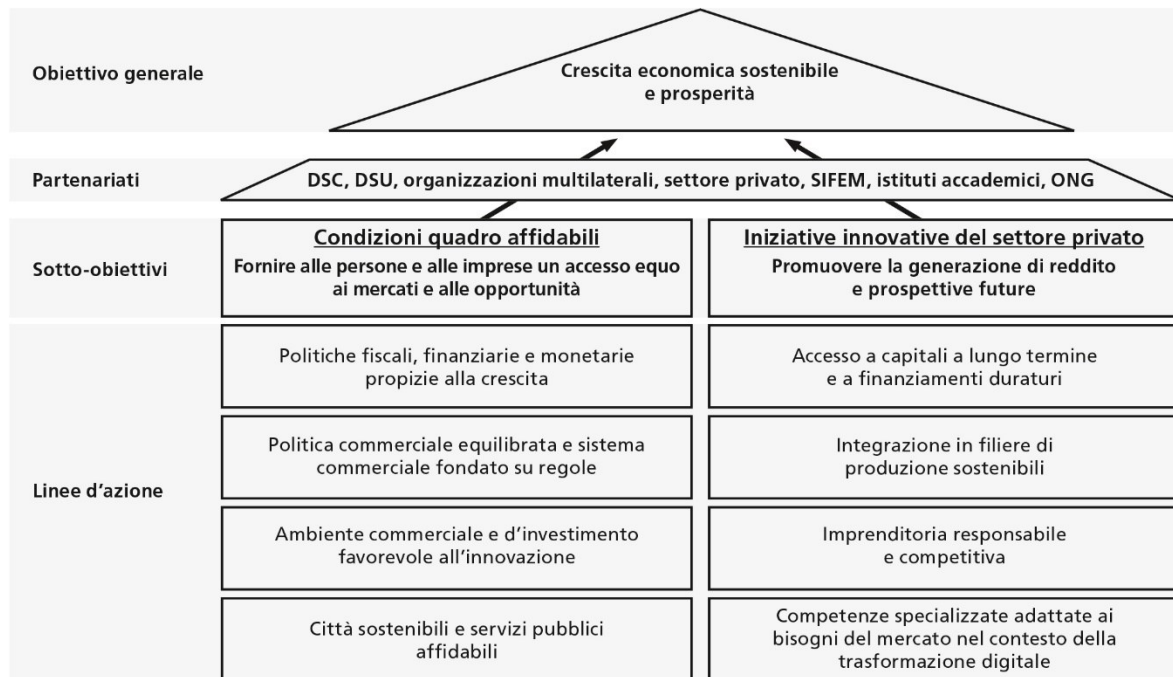 Obiettivo generale
Crescita economica sostenibile
e prosperità
Partenariati
DSC, DSU, organizzazioni multilaterali, settore privato, SIFEM, istituti accademici, ONG
Sotto-obiettivi
Condizioni quadro affidabili
Fornire alle persone e alle imprese un accesso equo
ai mercati e alle opportunità
Iniziative innovative del settore privato
Promuovere la generazione di reddito
e prospettive future
Linee d’azione
Politiche fiscali, finanziarie e monetarie
propizie alla crescita
Accesso a capitali a lungo termine
e a finanziamenti duraturi
Politica commerciale equilibrata e sistema
commerciale fondato su regole
Integrazione in filiere di
produzione sostenibili
Ambiente commerciale e d’investimento
favorevole all’innovazione
Imprenditoria responsabile
e competitiva
Città sostenibili e servizi pubblici
affidabili
Competenze specializzate adattate ai
bisogni del mercato nel contesto della
trasformazione digitale